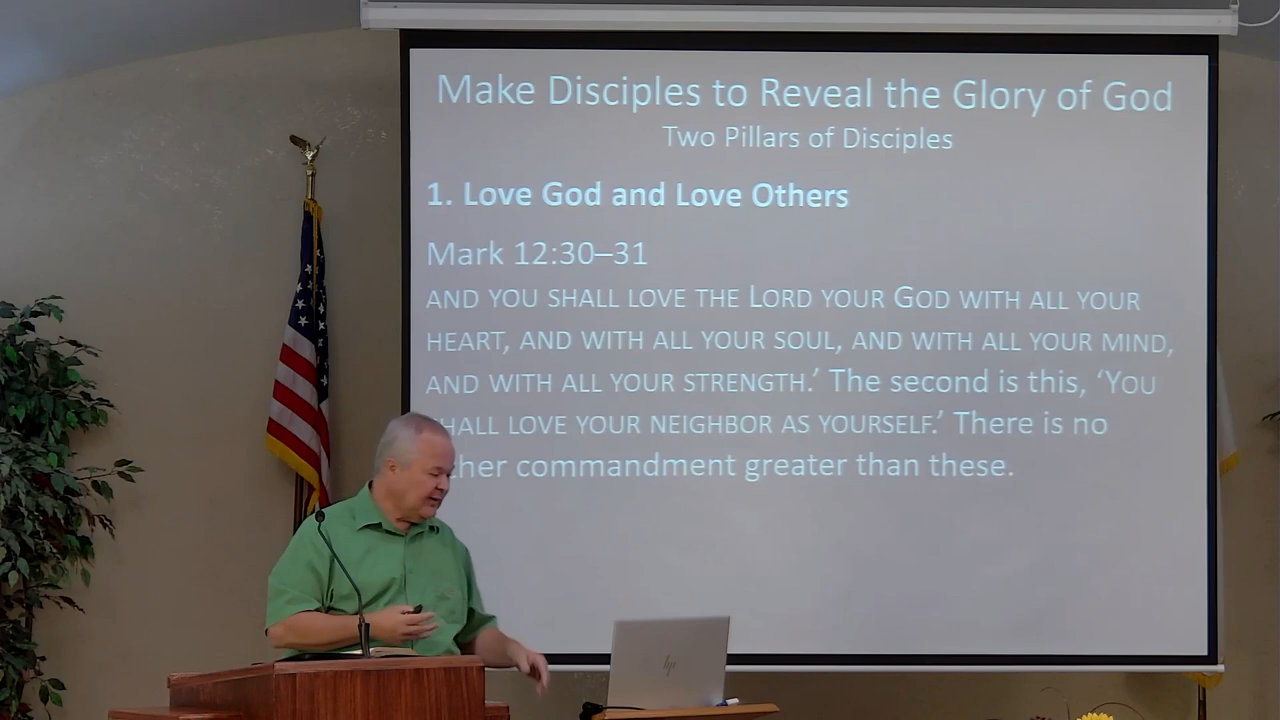 Make Disciples to Reveal the Glory of God
Two Pillars of Disciples
1. Love God and Love Others
Mark 12:30–31
AND YOU SHALL LOVE THE LORD YOUR GOD WITH ALL YOUR
HEART, AND WITH ALL YOUR SOUL, AND WITH ALL YOUR MIND,
AND WITH ALL YOUR STRENGTH.’ The second is this, ‘YOU
HALL LOVE YOUR NEIGHBOR AS YOURSELF.’ There is no
her commandment greater than these.
hp